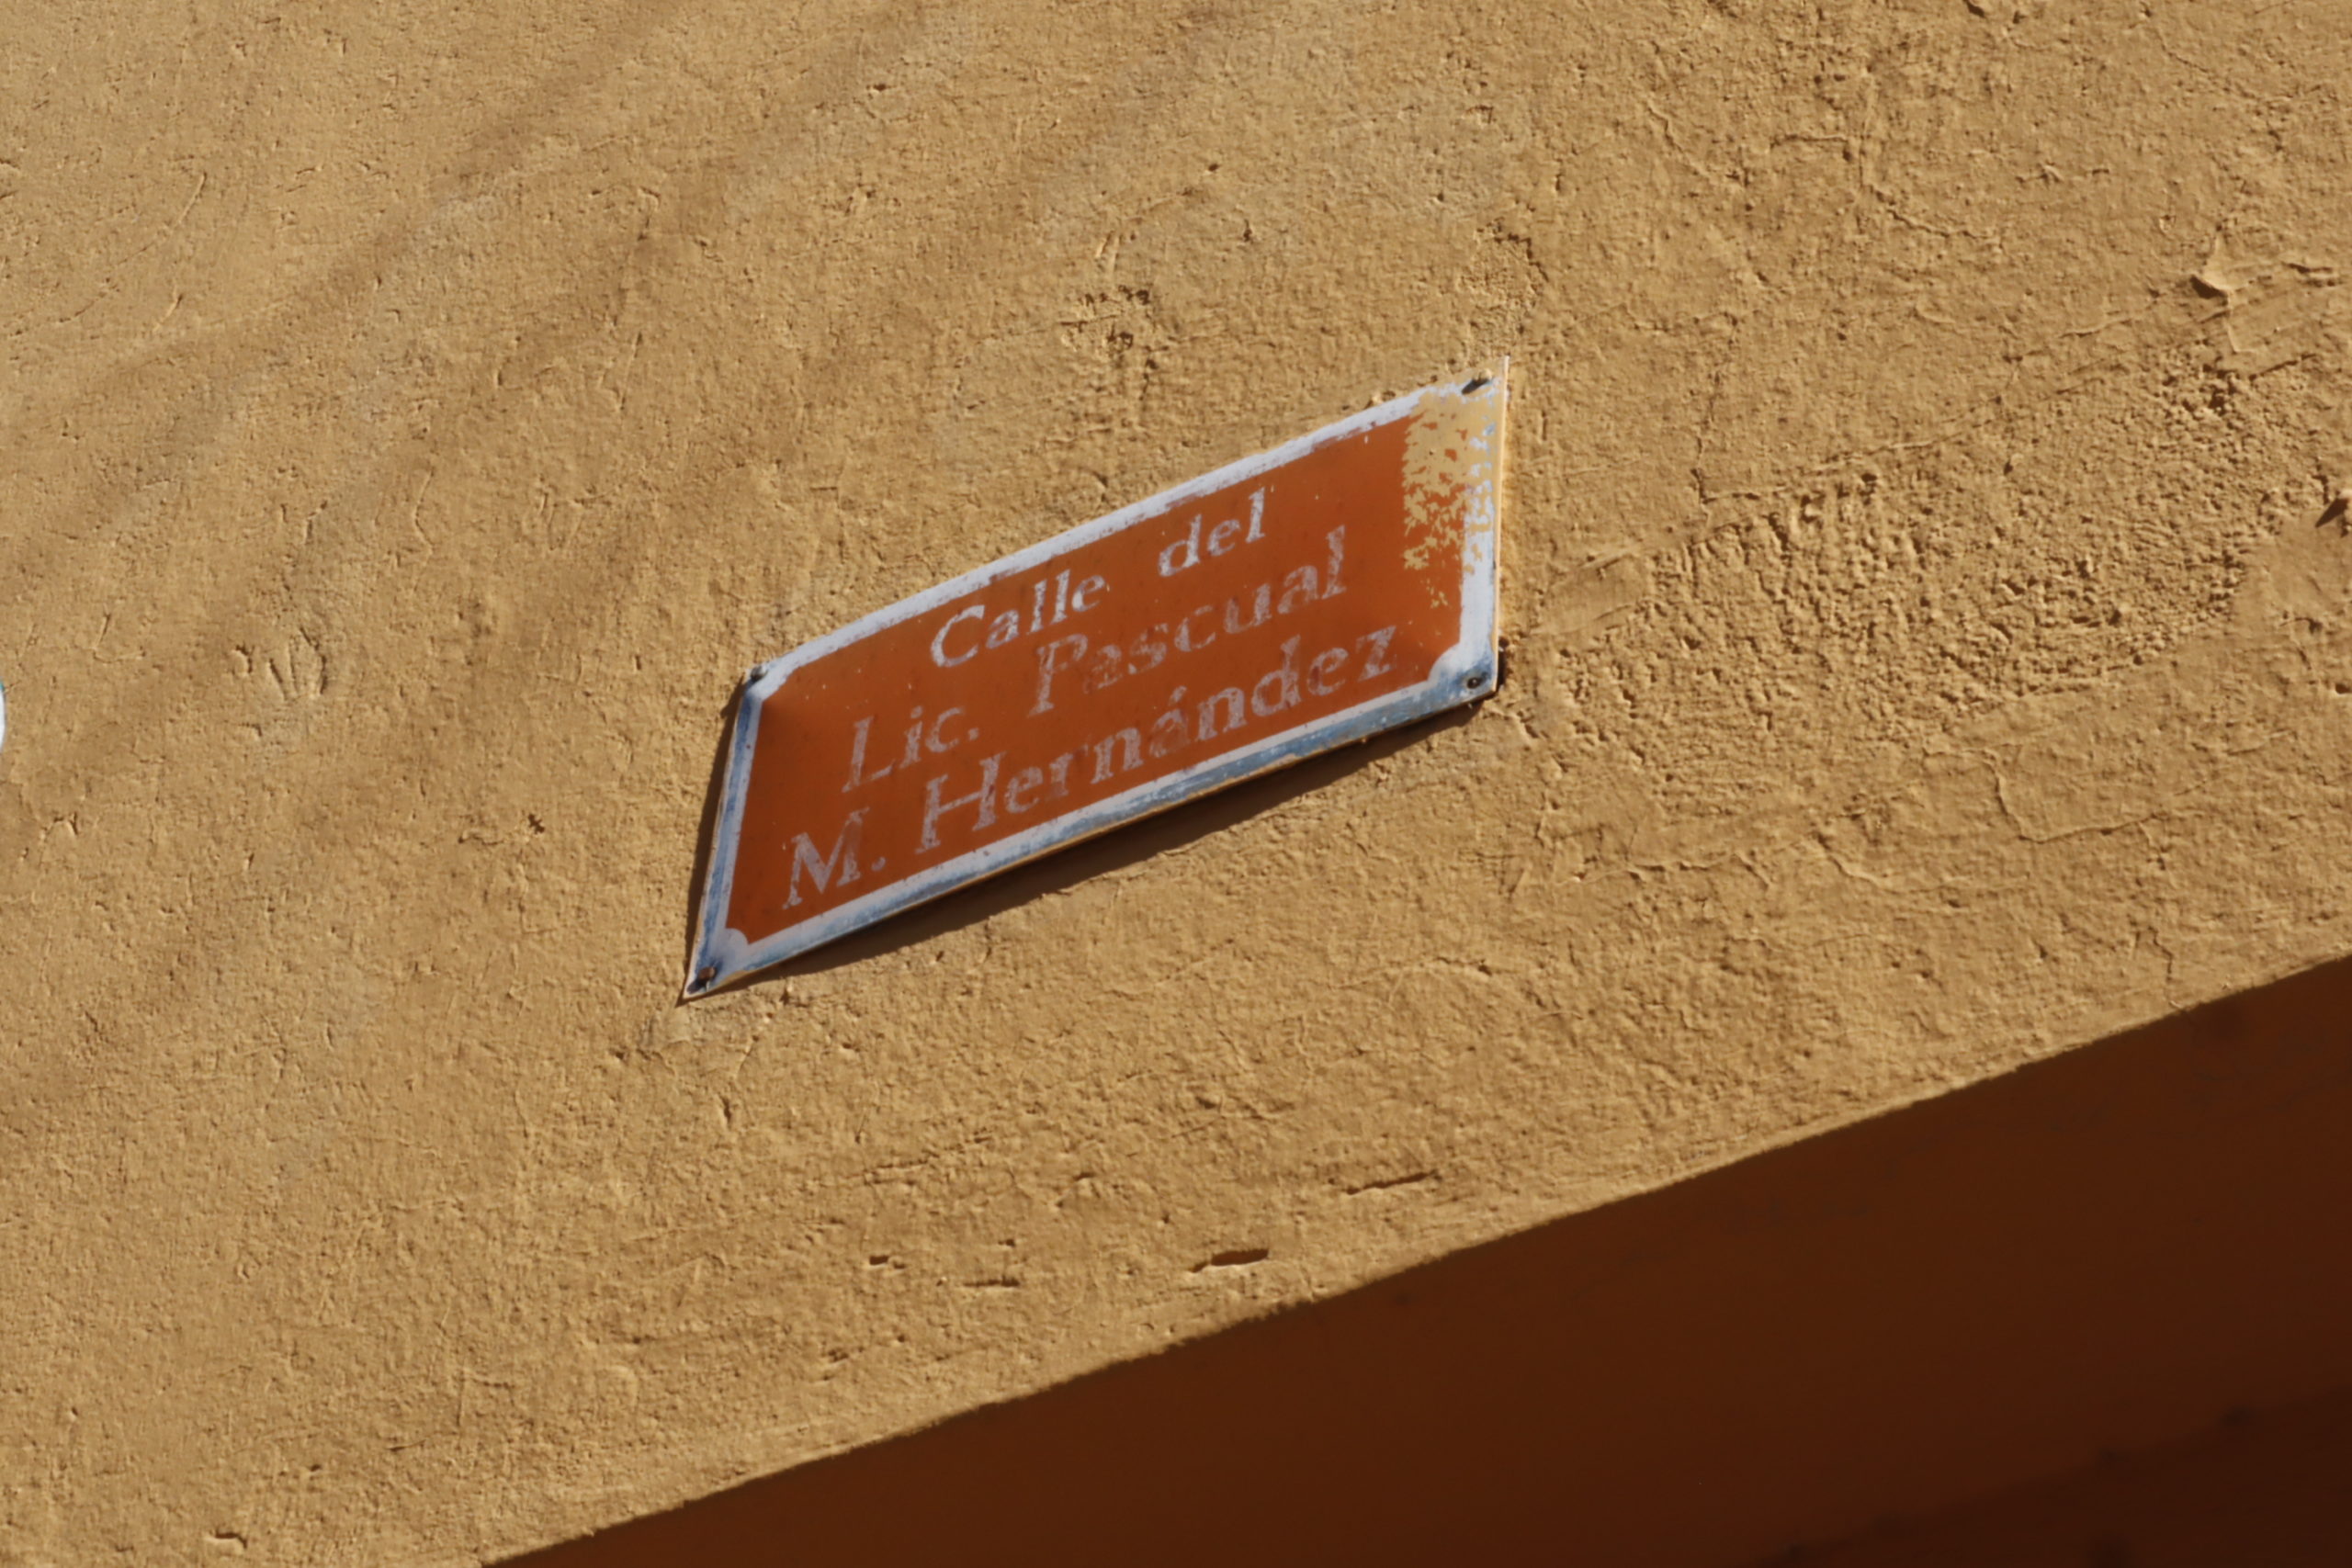 Calle del
Lic. Pascual
M. Hernández